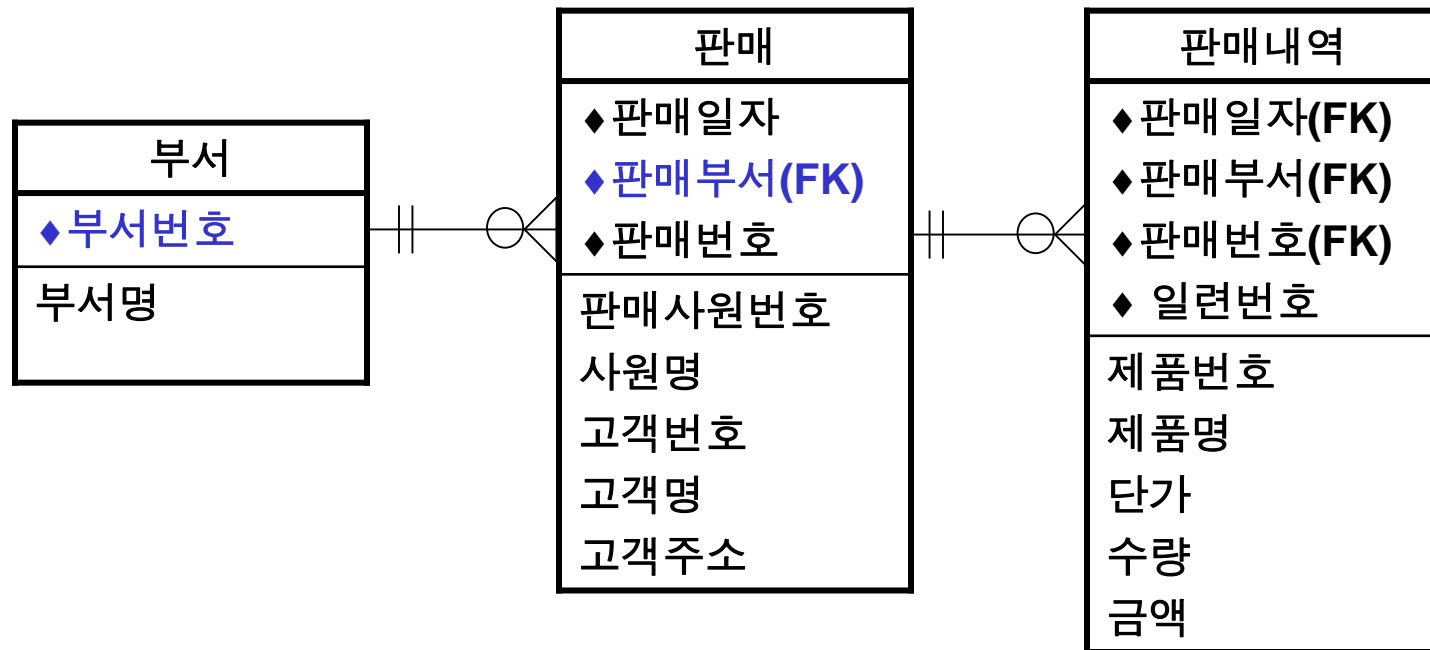 부서
♦부서번호
부서명
판매
♦판매일자
♦판매부서(FK)
♦판매번호
판매사원번호
사원명
고객번호
고객명
고객주소
판매내역
♦판매일자(FK)
♦판매부서(FK)
♦판매번호(FK)
♦ 일련번호
제품번호
제품명
단가
수량
금액